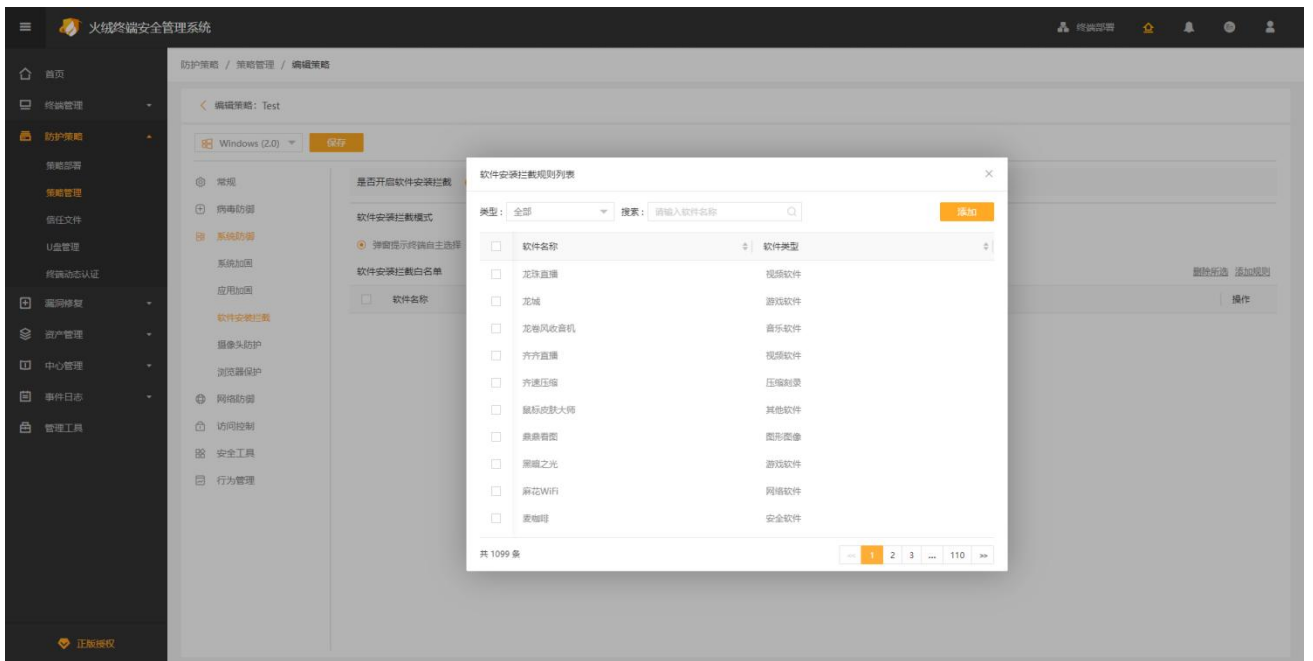 火绒终端安全管理系统
终端部署
首页
终端管理
防护策略
策略部署
策略管理
信任文件
U盘管理
终端动态认证
漏洞修复
资产管理
中心管理
事件日志
管理工具
正版授权
防护策略 / 策略管理 / 编辑策略
编辑策略：Test
Windows (2.0)
保存
常规
病毒防御
系统防御
系统加固
应用加固
软件安装拦截
摄像头防护
浏览器保护
网络防御
访问控制
安全工具
行为管理
是否开启软件安装拦截
软件安装拦截模式
弹窗提示终端自主选择
软件安装拦截白名单
删除所选 添加规则
软件名称
操作
软件安装拦截规则列表
类型： 全部 搜素： 请输入软件名称 添加
软件名称 软件类型
龙珠直播 视频软件
龙城 游戏软件
龙卷风收音机 音乐软件
齐齐直播 视频软件
齐速压缩 压缩刻录
鼠标皮肤大师 其他软件
鼎鼎看图 图形图像
黑暗之光 游戏软件
麻花WiFi 网络软件
麦咖啡 安全软件
共 1099 条
1 2 3 ... 110